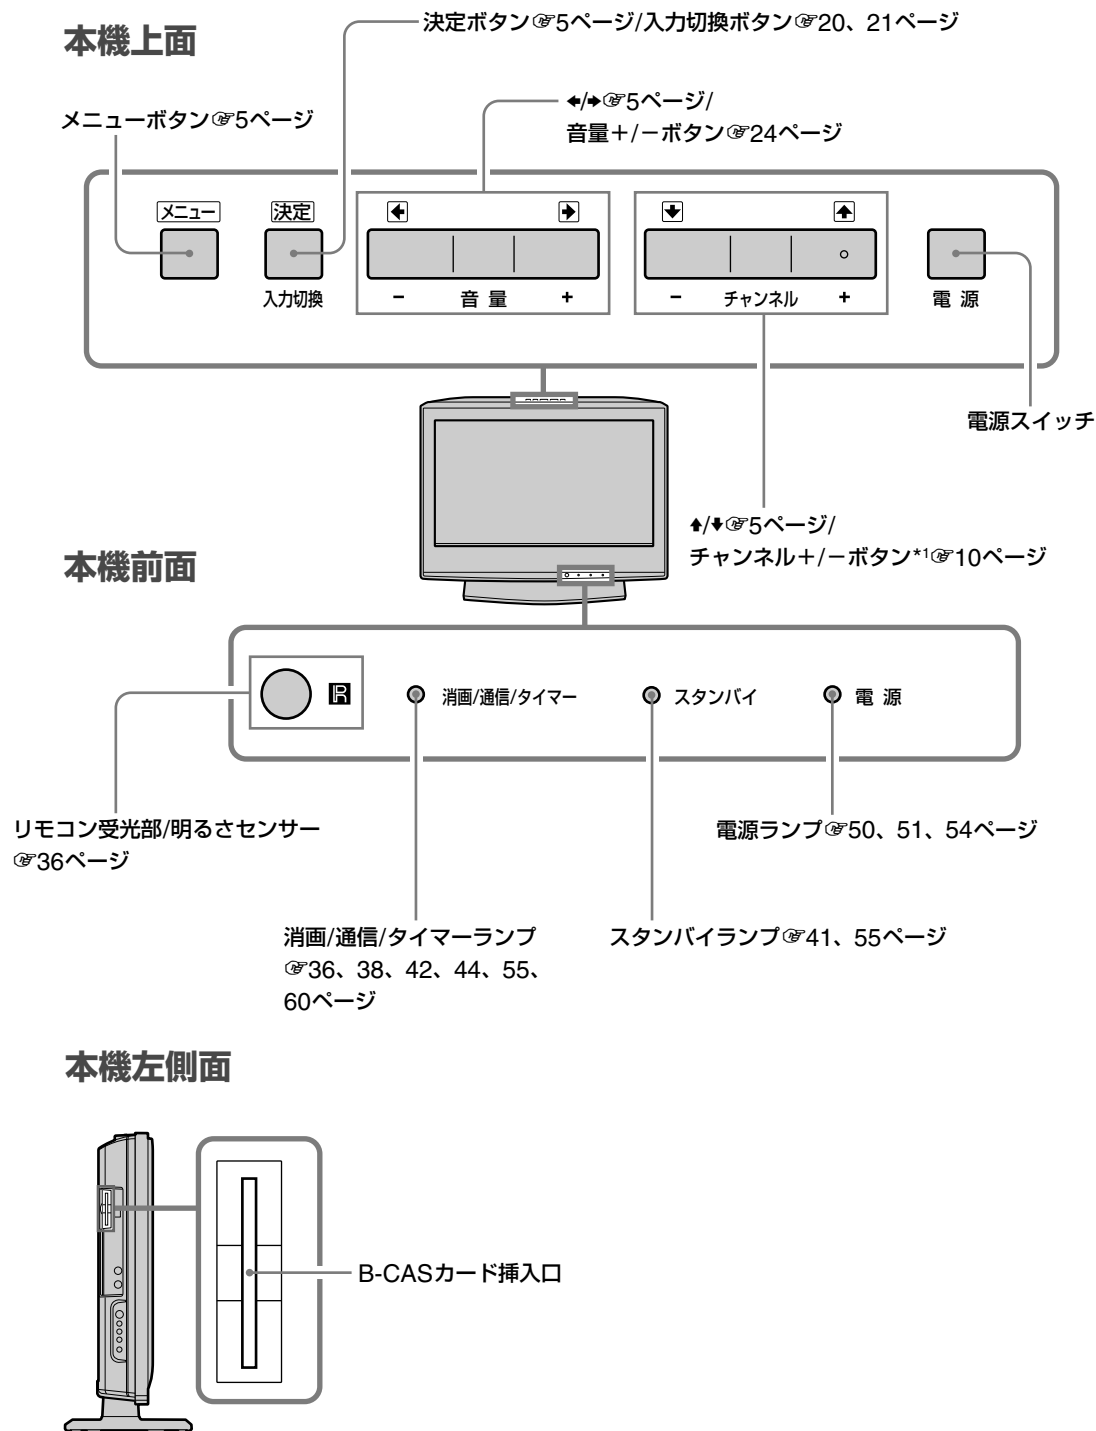 本機上面
決定ボタン☞5ページ/入力切換ボタン☞20、21ページ
メニューボタン☞5ページ
←/→☞5ページ/
音量＋/−ボタン☞24ページ
メニュー
決定
← →
↓ ↑
入力切換
− 音量 +
− チャンネル +
電源
電源スイッチ
↑/↓☞5ページ/
チャンネル＋/−ボタン*1☞10ページ
本機前面
R
消画/通信/タイマー
スタンバイ
電源
リモコン受光部/明るさセンサー
☞36ページ
電源ランプ☞50、51、54ページ
消画/通信/タイマーランプ
☞36、38、42、44、55、
60ページ
スタンバイランプ☞41、55ページ
本機左側面
B-CASカード挿入口